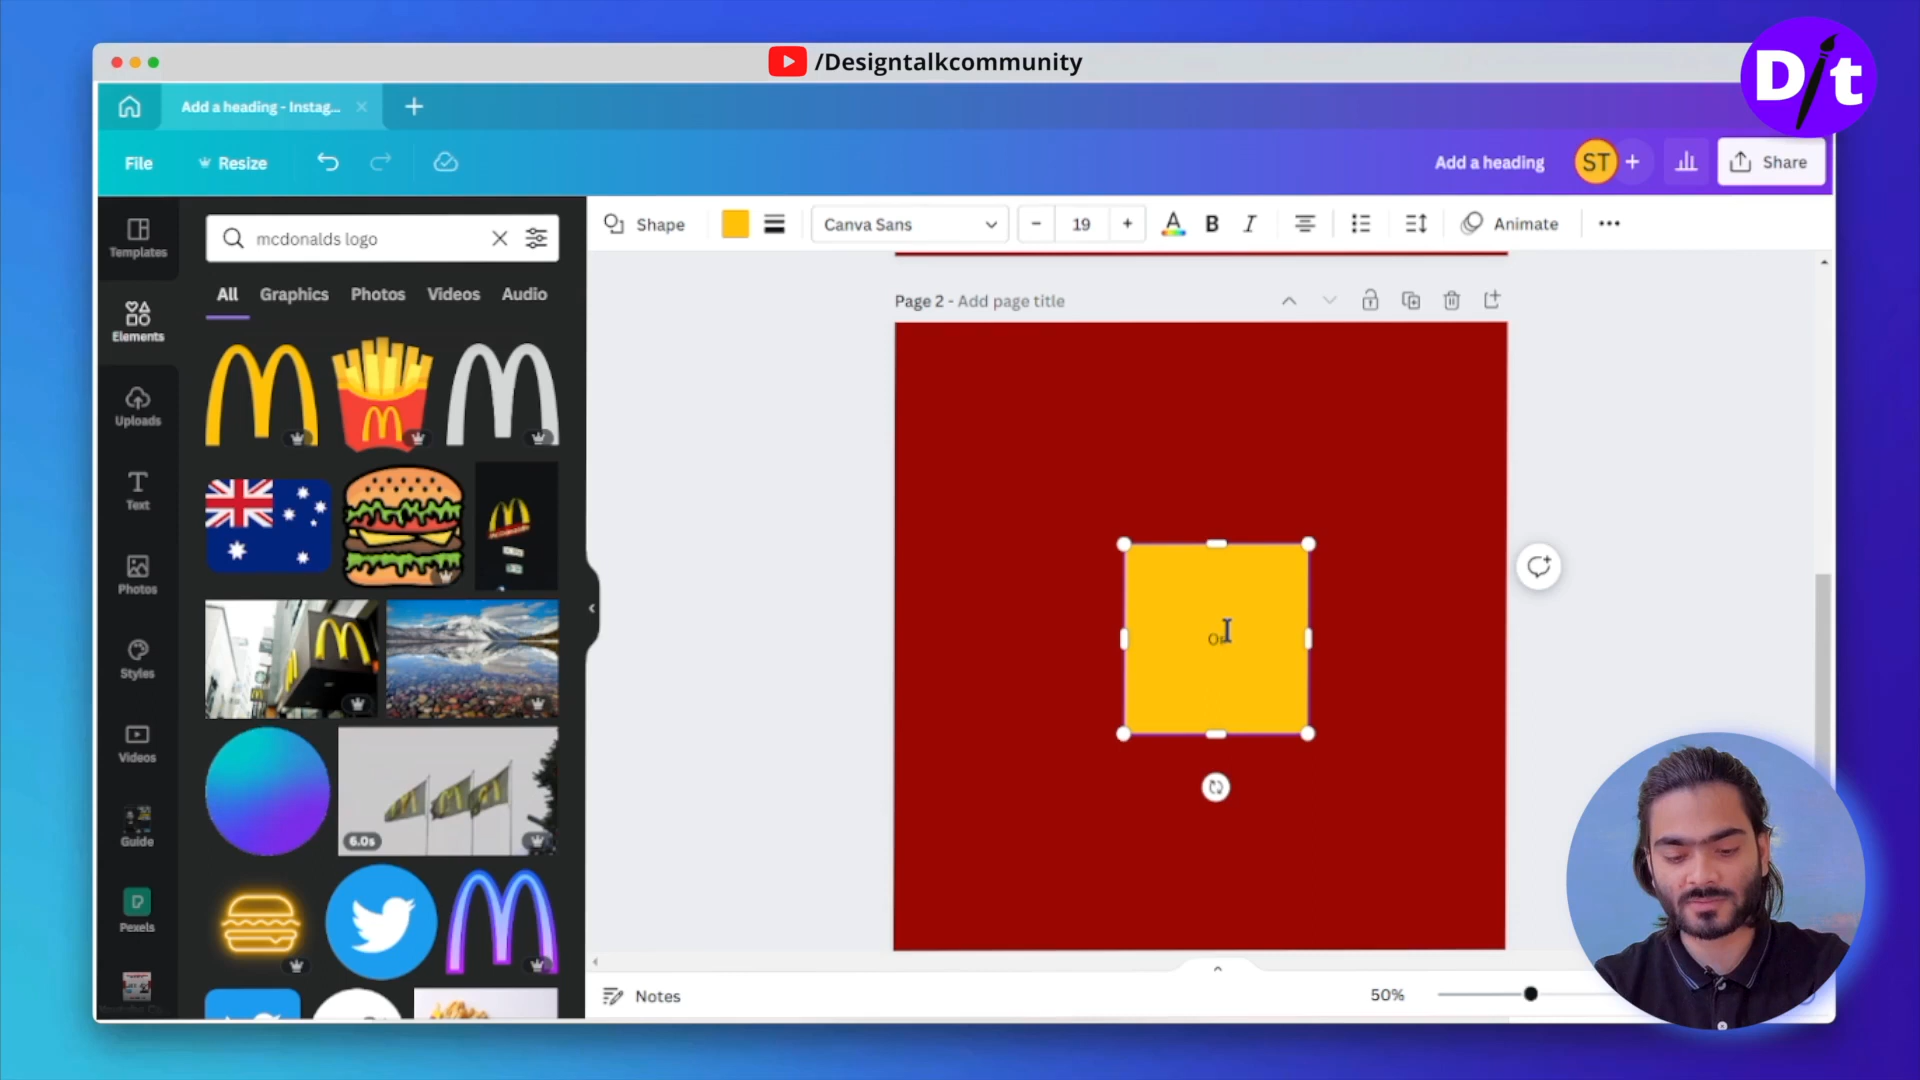 /Designtalkcommunity
D/t
Add a heading - Instag...
File
Resize
Add a heading
ST
Share
Templates
mcdonalds logo
Shape
Canva Sans
19
B
I
Animate
All
Graphics
Photos
Videos
Audio
Page 2 - Add page title
Elements
Uploads
Text
Photos
Styles
Videos
6.0s
Guide
Pexels
Notes
50%